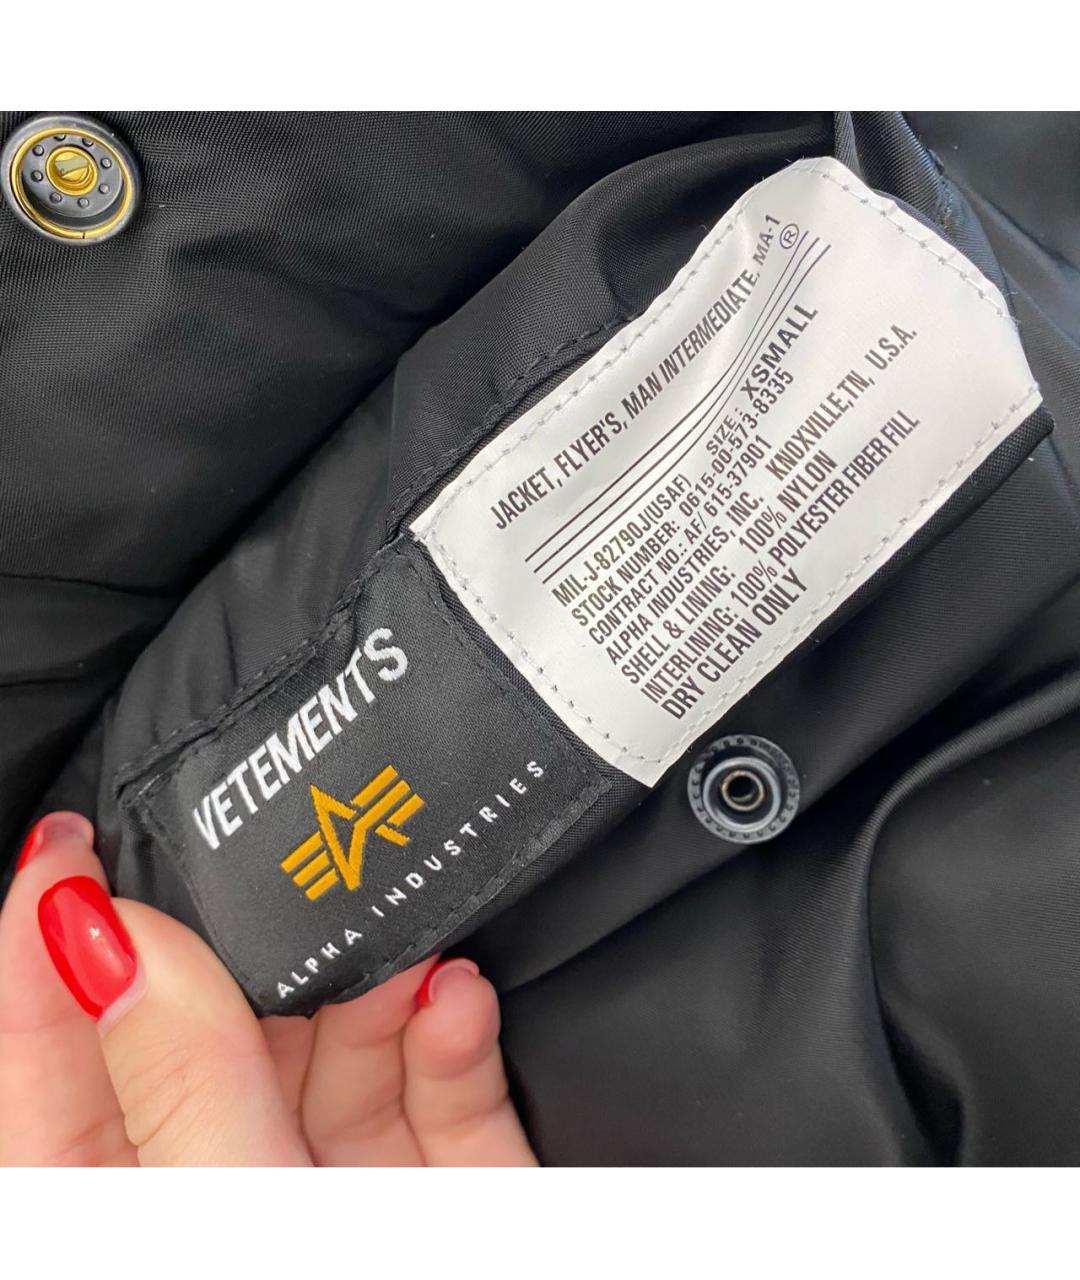 JACKET, FLYER'S, MAN INTERMEDIATE, MA-1
®
MIL-J-82790J(USAF) SIZE: XSMALL
STOCK NUMBER: 0615-00-573-8335
CONTRACT NO.: AF/ 615-37901
ALPHA INDUSTRIES, INC. KNOXVILLE,TN, U.S.A.
SHELL & LINING: 100% NYLON
INTERLINING: 100% POLYESTER FIBER FILL
DRY CLEAN ONLY
VETEMENTS
ALPHA INDUSTRIES